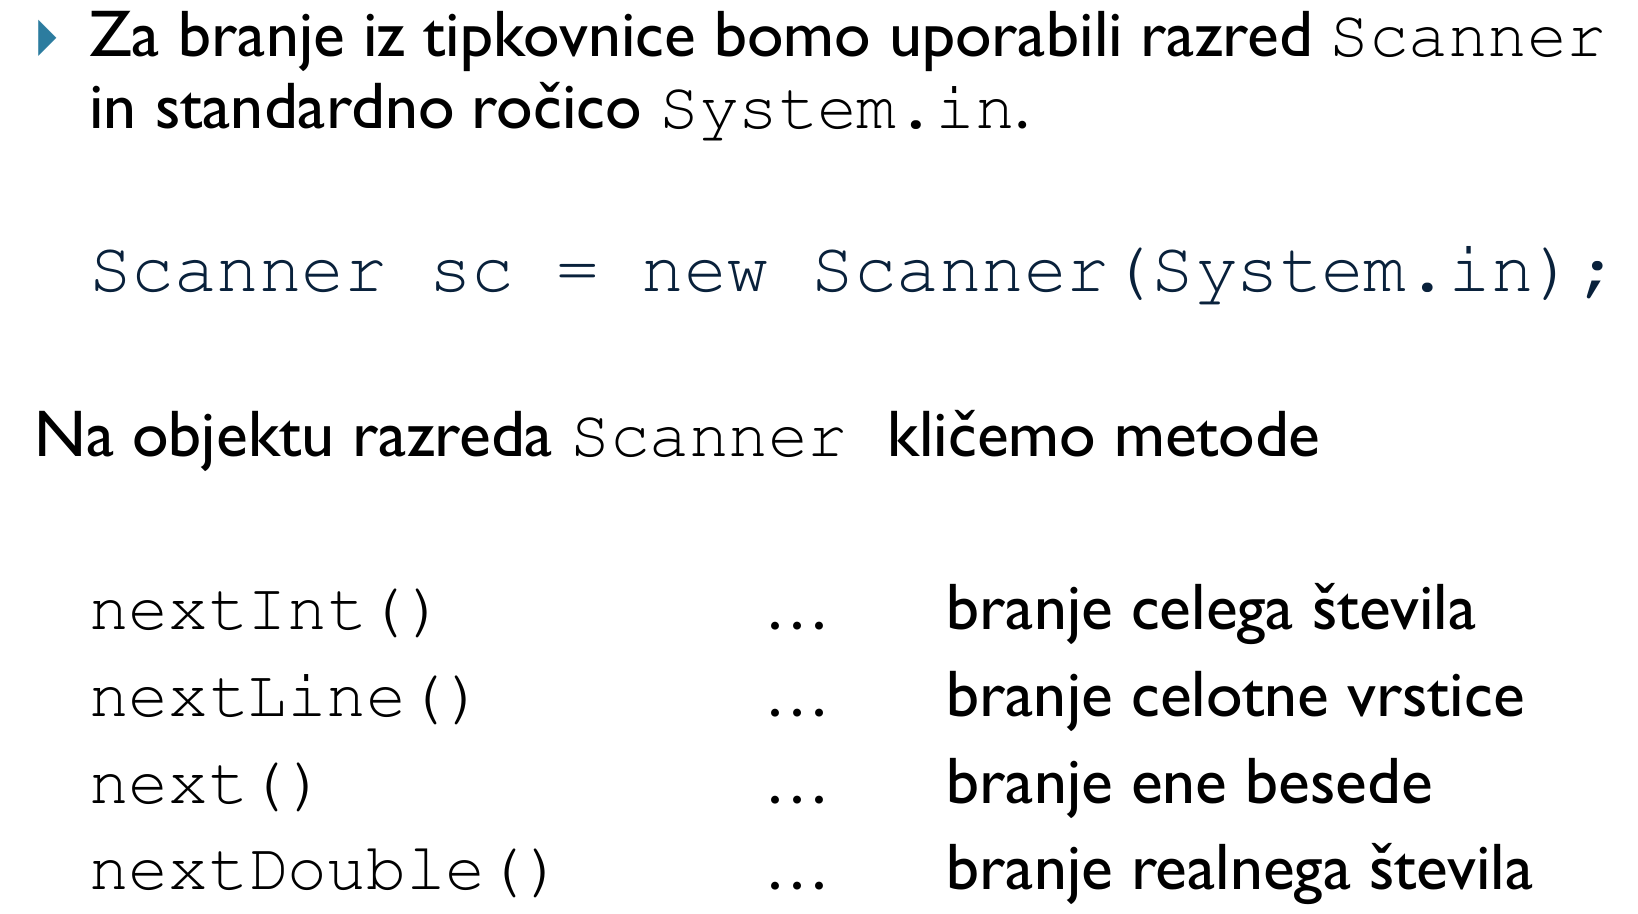 Za branje iz tipkovnice bomo uporabili razred Scanner
in standardno ročico System.in.
Scanner sc = new Scanner(System.in);
Na objektu razreda Scanner kličemo metode
nextInt() ... branje celega števila
nextLine() ... branje celotne vrstice
next() ... branje ene besede
nextDouble() ... branje realnega števila